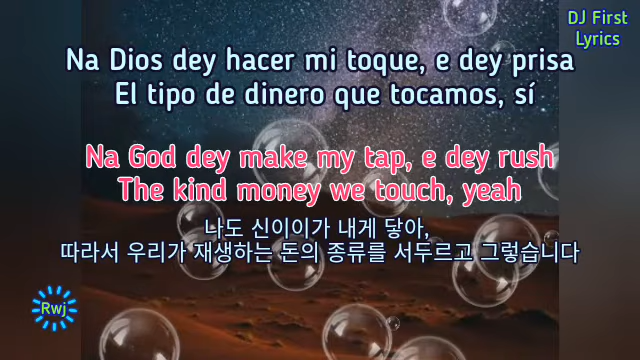 DJ First
Lyrics
Na Dios dey hacer mi toque, e dey prisa
El tipo de dinero que tocamos, sí
Na God dey make my tap, e dey rush
The kind money we touch, yeah
나도 신이이가 내게 닿아,
따라서 우리가 재생하는 돈의 종류를 서두르고 그렇습니다
Rwj